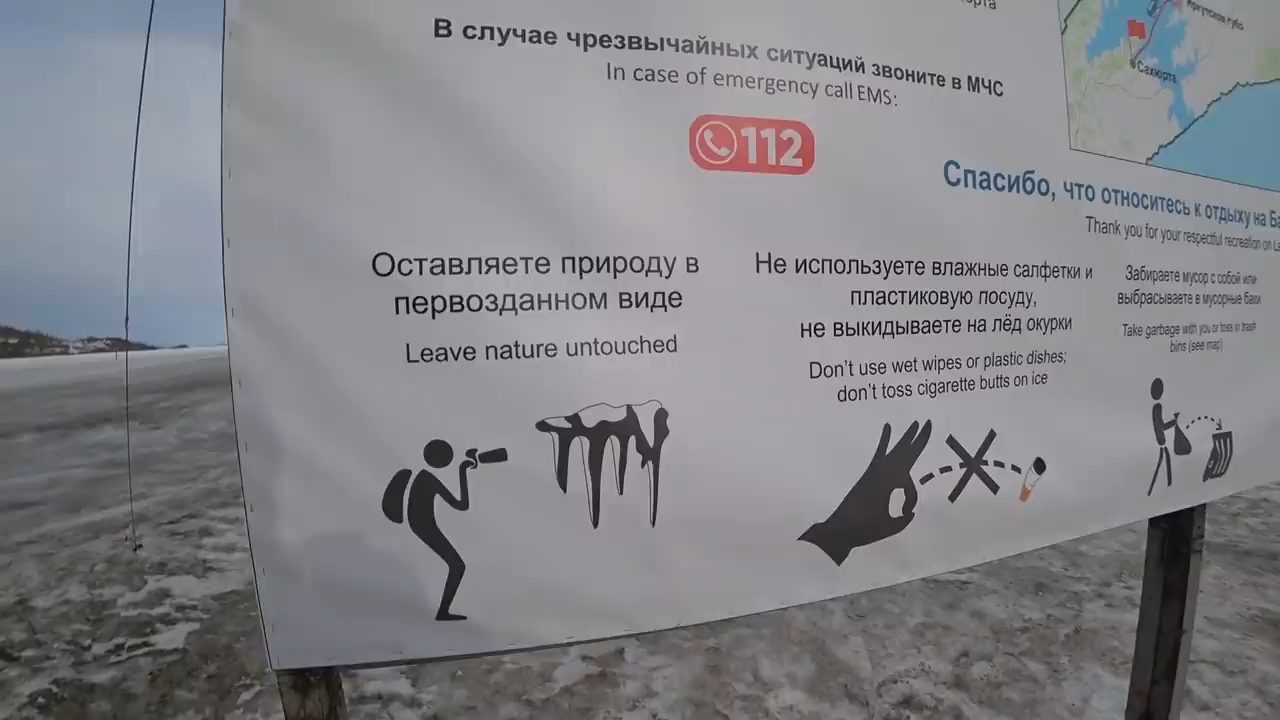 В случае чрезвычайных ситуаций звоните в МЧС
In case of emergency call EMS:
112
Сахюрта
Спасибо, что относитесь к отдыху на
Thank you for your respectful recreation on
Оставляете природу в
первозданном виде
Leave nature untouched
Не используете влажные салфетки и
пластиковую посуду,
не выкидываете на лёд окурки
Don't use wet wipes or plastic dishes;
don't toss cigarette butts on ice
Забираете мусор с собой или
выбрасываете в мусорные баки
Take garbage with you or toss in trash
bins (see map)